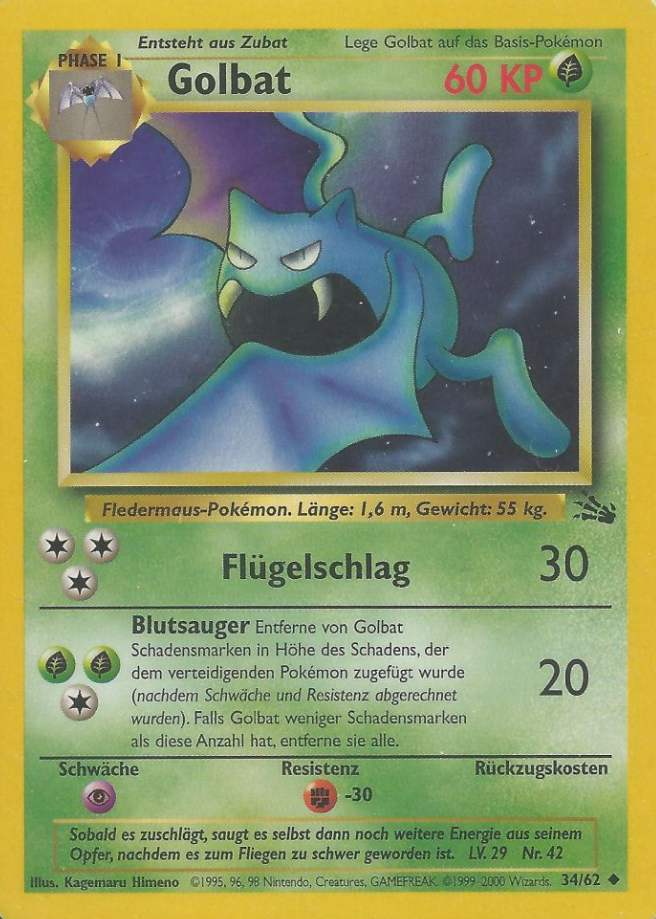 Entsteht aus Zubat
Lege Golbat auf das Basis-Pokémon
PHASE 1
Golbat
60 KP
Fledermaus-Pokémon. Länge: 1,6 m, Gewicht: 55 kg.
Flügelschlag 30
Blutsauger Entferne von Golbat
Schadensmarken in Höhe des Schadens, der
dem verteidigenden Pokémon zugefügt wurde
(nachdem Schwäche und Resistenz abgerechnet
wurden). Falls Golbat weniger Schadensmarken
als diese Anzahl hat, entferne sie alle.
20
Schwäche Resistenz Rückzugskosten
-30
Sobald es zuschlägt, saugt es selbst dann noch weitere Energie aus seinem
Opfer, nachdem es zum Fliegen zu schwer geworden ist. LV. 29 Nr. 42
Illus. Kagemaru Himeno ©1995, 96, 98 Nintendo, Creatures, GAMEFREAK. ©1999-2000 Wizards. 34/62